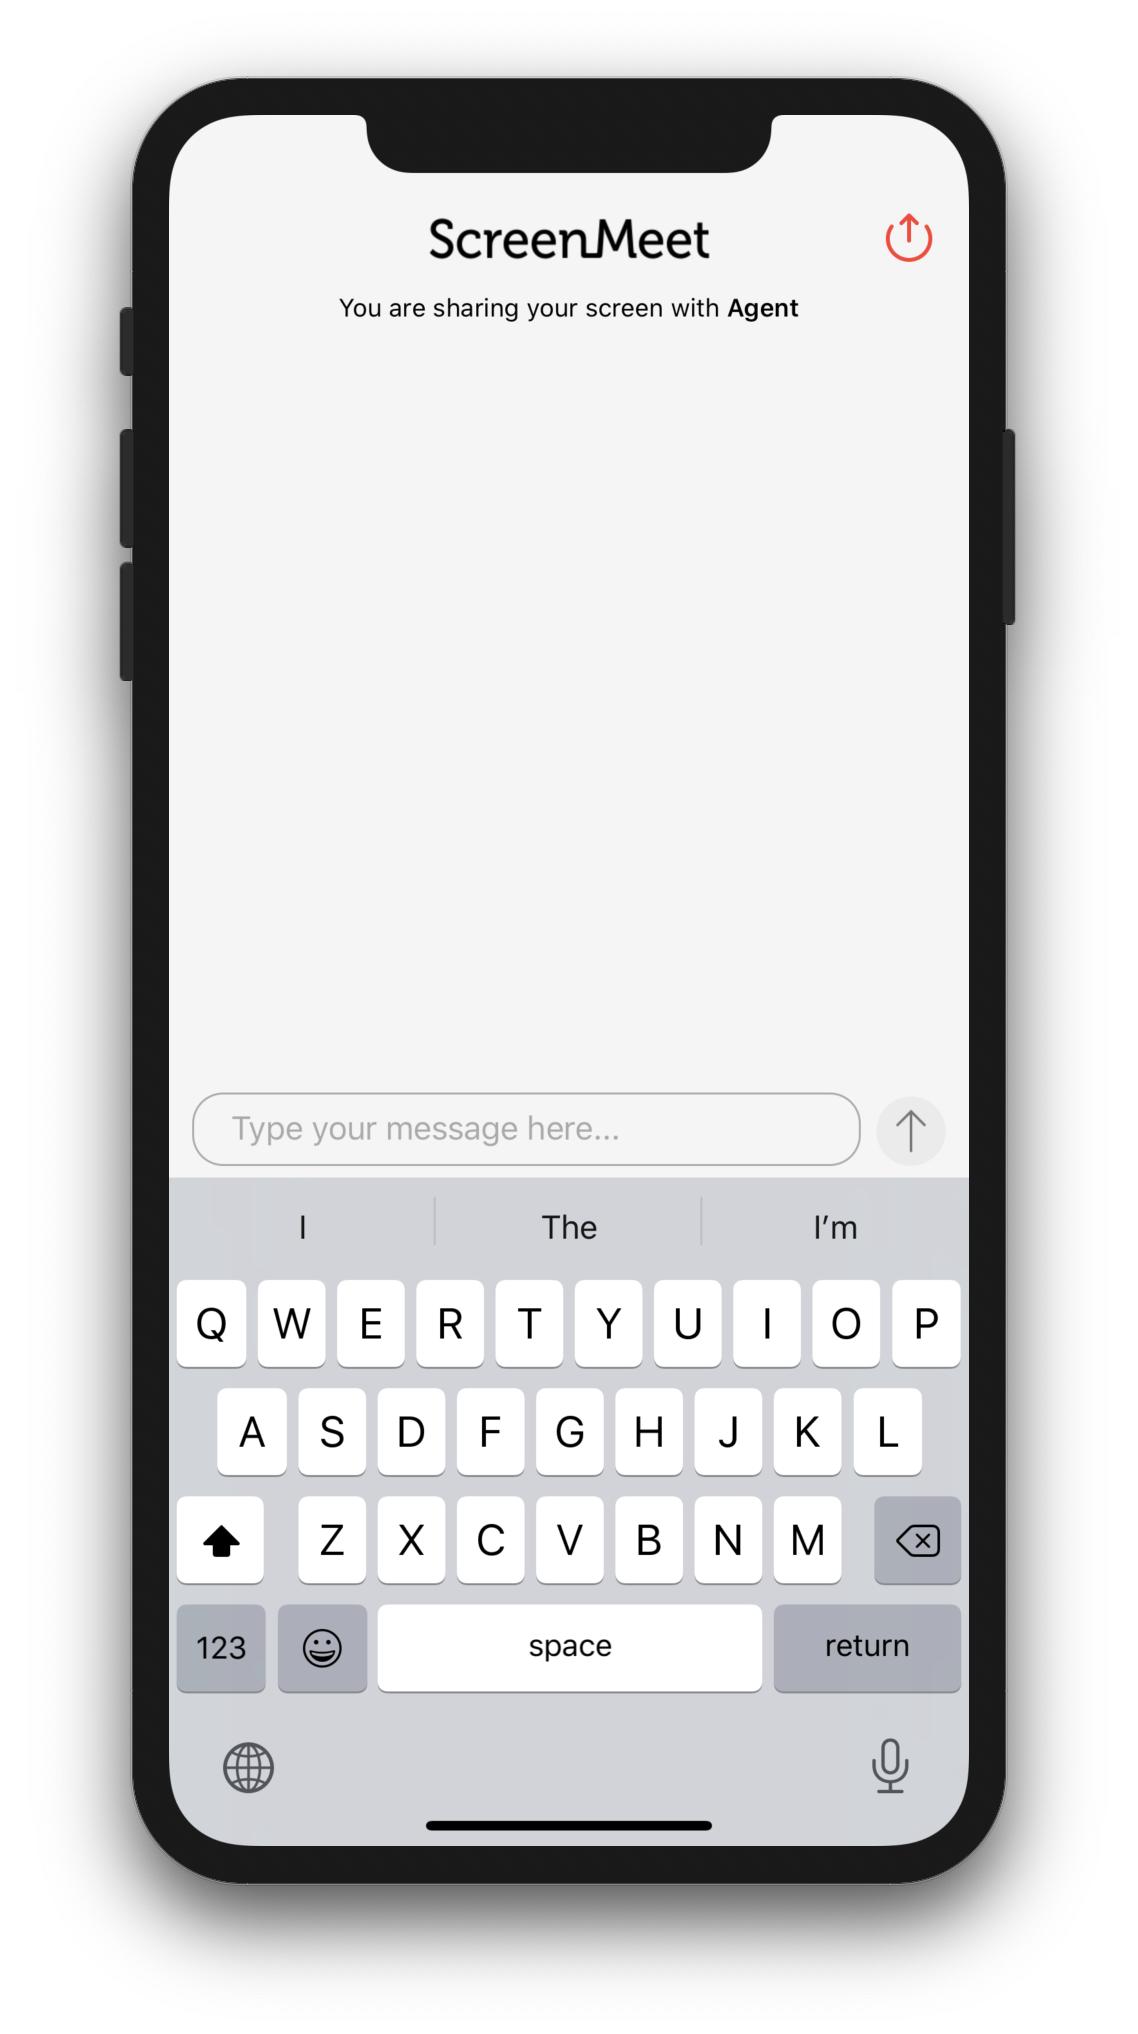 ScreenMeet
You are sharing your screen with Agent
Type your message here...
I The I’m
Q W E R T Y U I O P
A S D F G H J K L
Z X C V B N M
123 space return